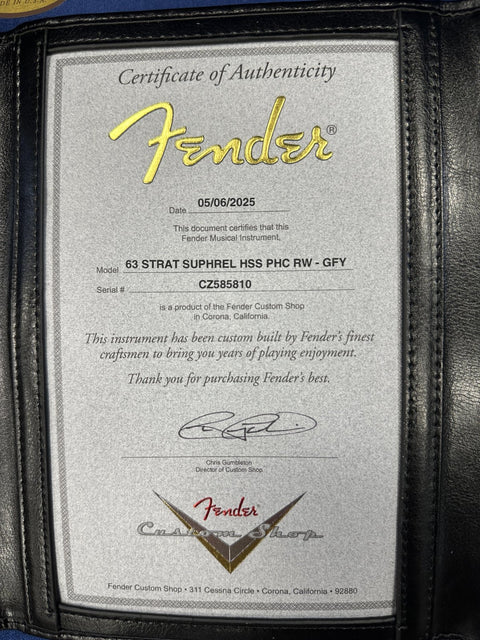 MADE IN U.S.A.
Certificate of Authenticity
Fender®
Date 05/06/2025
This document certifies that this
Fender Musical Instrument,
Model 63 STRAT SUPHREL HSS PHC RW - GFY
Serial # CZ585810
is a product of the Fender Custom Shop
in Corona, California.
This instrument has been custom built by Fender's finest
craftsmen to bring you years of playing enjoyment.
Thank you for purchasing Fender's best.
Chris Gumbleton
Director of Custom Shop
Fender
Custom Shop
Fender Custom Shop • 311 Cessna Circle • Corona, California • 92880